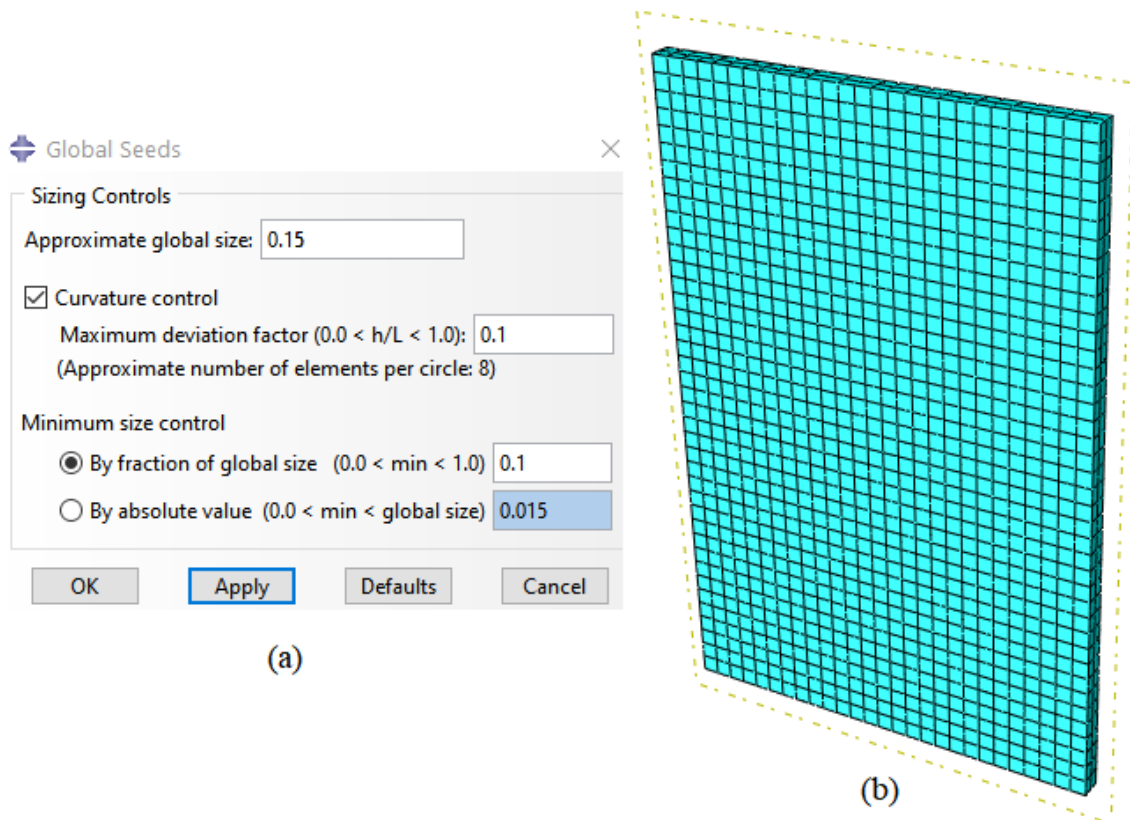 Global Seeds
Sizing Controls
Approximate global size: 0.15
Curvature control
Maximum deviation factor (0.0 < h/L < 1.0): 0.1
(Approximate number of elements per circle: 8)
Minimum size control
By fraction of global size (0.0 < min < 1.0) 0.1
By absolute value (0.0 < min < global size) 0.015
OK Apply Defaults Cancel
(a)
(b)